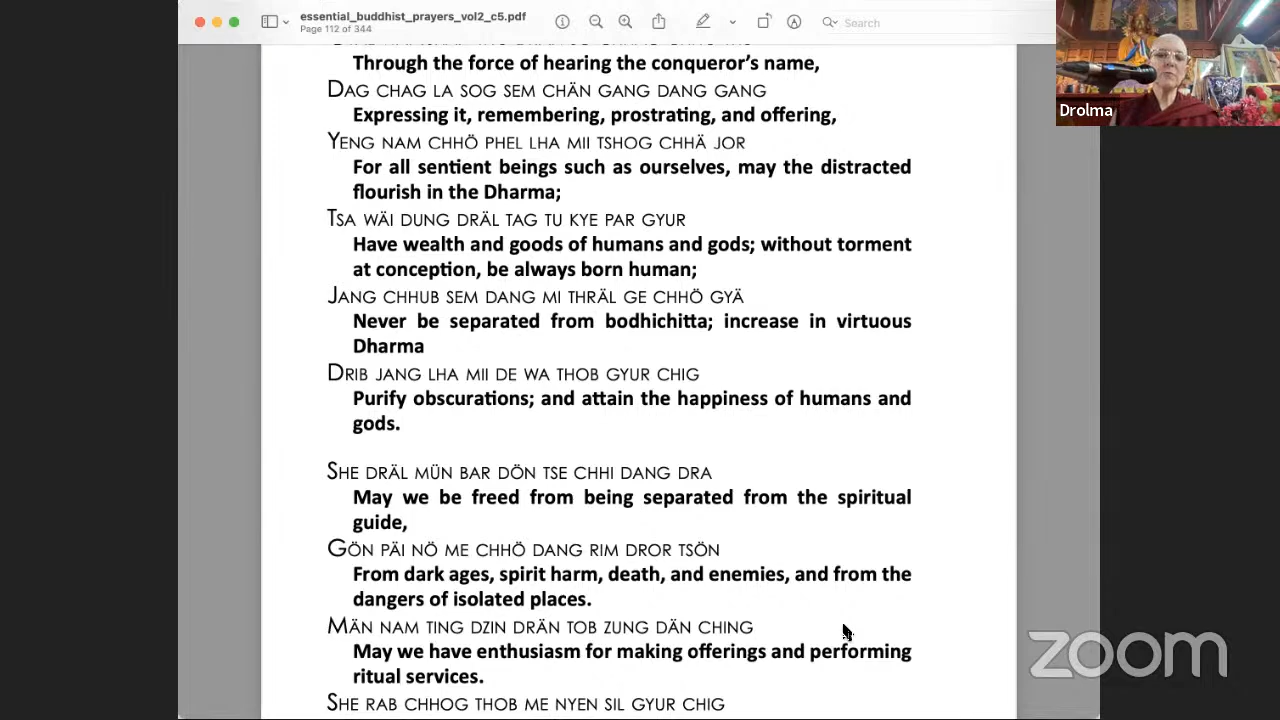 essential_buddhist_prayers_vol2_c5.pdf
Page 112 of 344
Search
Drolma
Through the force of hearing the conqueror's name,
DAG CHAG LA SOG SEM CHÄN GANG DANG GANG
Expressing it, remembering, prostrating, and offering,
YENG NAM CHHÖ PHEL LHA MII TSHOG CHHÄ JOR
For all sentient beings such as ourselves, may the distracted
flourish in the Dharma;
TSA WÄI DUNG DRÄL TAG TU KYE PAR GYUR
Have wealth and goods of humans and gods; without torment
at conception, be always born human;
JANG CHHUB SEM DANG MI THRÄL GE CHHÖ GYÄ
Never be separated from bodhichitta; increase in virtuous
Dharma
DRIB JANG LHA MII DE WA THOB GYUR CHIG
Purify obscurations; and attain the happiness of humans and
gods.
SHE DRÄL MÜN BAR DÖN TSE CHHI DANG DRA
May we be freed from being separated from the spiritual
guide,
GÖN PÄI NÖ ME CHHÖ DANG RIM DROR TSÖN
From dark ages, spirit harm, death, and enemies, and from the
dangers of isolated places.
MÄN NAM TING DZIN DRÄN TOB ZUNG DÄN CHING
May we have enthusiasm for making offerings and performing
ritual services.
SHE RAB CHHOG THOB ME NYEN SIL GYUR CHIG
zoom